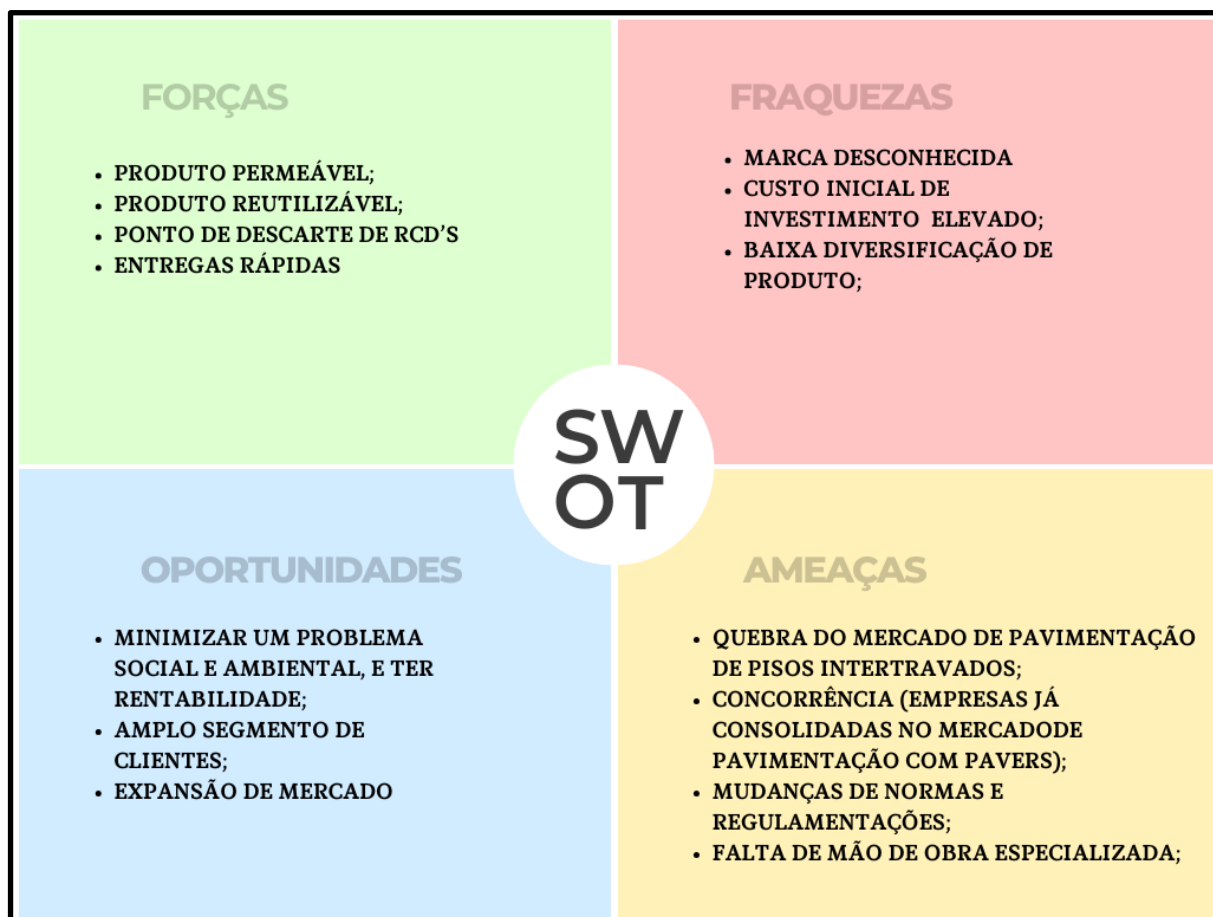 FORÇAS
• PRODUTO PERMEÁVEL;
• PRODUTO REUTILIZÁVEL;
• PONTO DE DESCARTE DE RCD’S
• ENTREGAS RÁPIDAS
FRAQUEZAS
• MARCA DESCONHECIDA
• CUSTO INICIAL DE
INVESTIMENTO ELEVADO;
• BAIXA DIVERSIFICAÇÃO DE
PRODUTO;
SW
OT
OPORTUNIDADES
• MINIMIZAR UM PROBLEMA
SOCIAL E AMBIENTAL, E TER
RENTABILIDADE;
• AMPLO SEGMENTO DE
CLIENTES;
• EXPANSÃO DE MERCADO
AMEAÇAS
• QUEBRA DO MERCADO DE PAVIMENTAÇÃO
DE PISOS INTERTRAVADOS;
• CONCORRÊNCIA (EMPRESAS JÁ
CONSOLIDADAS NO MERCADODE
PAVIMENTAÇÃO COM PAVERS);
• MUDANÇAS DE NORMAS E
REGULAMENTAÇÕES;
• FALTA DE MÃO DE OBRA ESPECIALIZADA;